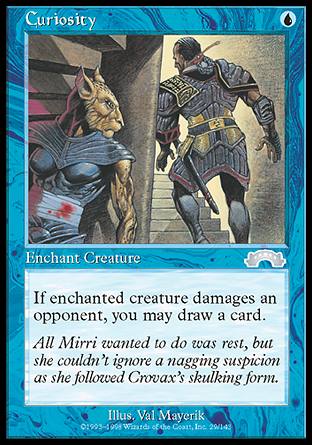 Curiosity
Enchant Creature
If enchanted creature damages an
opponent, you may draw a card.
All Mirri wanted to do was rest, but
she couldn't ignore a nagging suspicion
as she followed Crovax's skulking form.
Illus. Val Mayerik
©1993–1998 Wizards of the Coast, Inc. 29/143